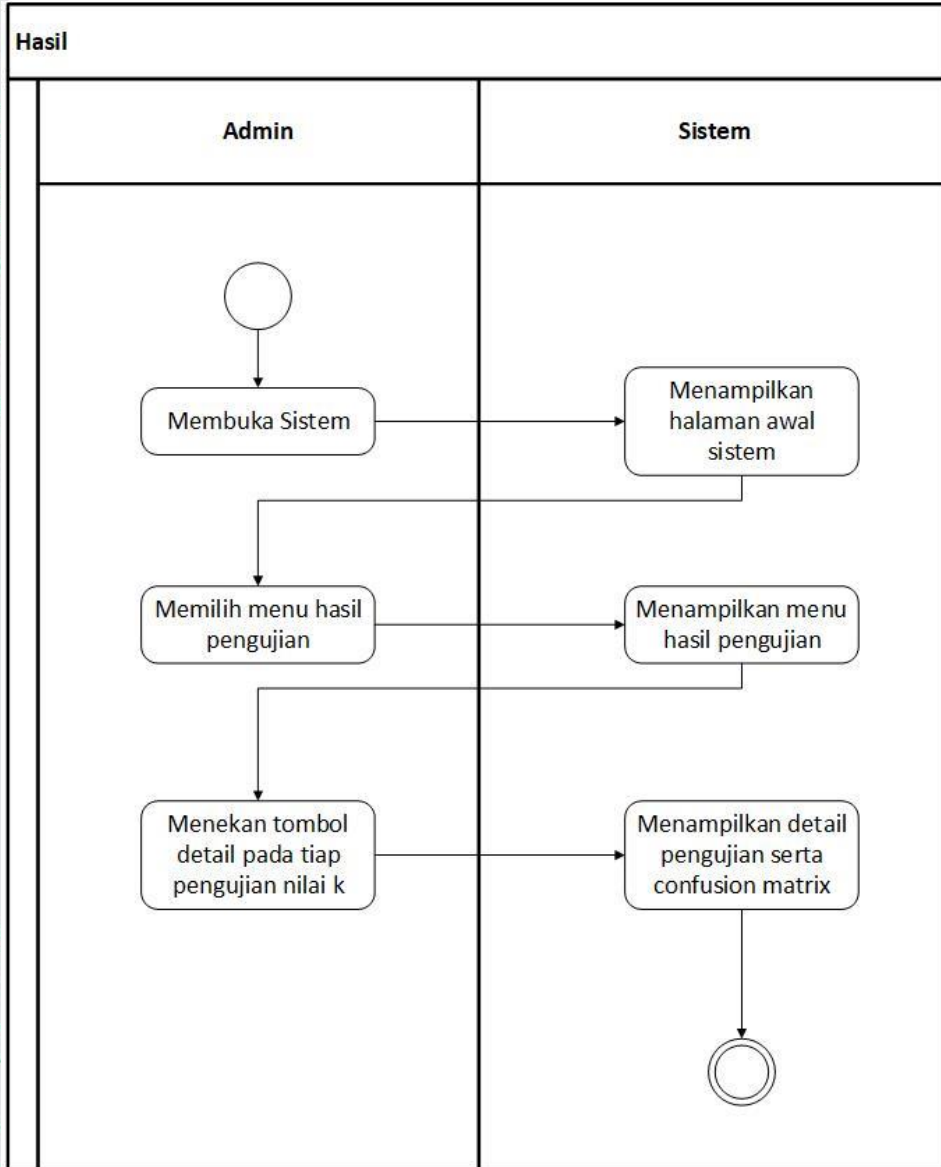 Hasil
Admin
Sistem
Membuka Sistem
Menampilkan
halaman awal
sistem
Memilih menu hasil
pengujian
Menampilkan menu
hasil pengujian
Menekan tombol
detail pada tiap
pengujian nilai k
Menampilkan detail
pengujian serta
confusion matrix